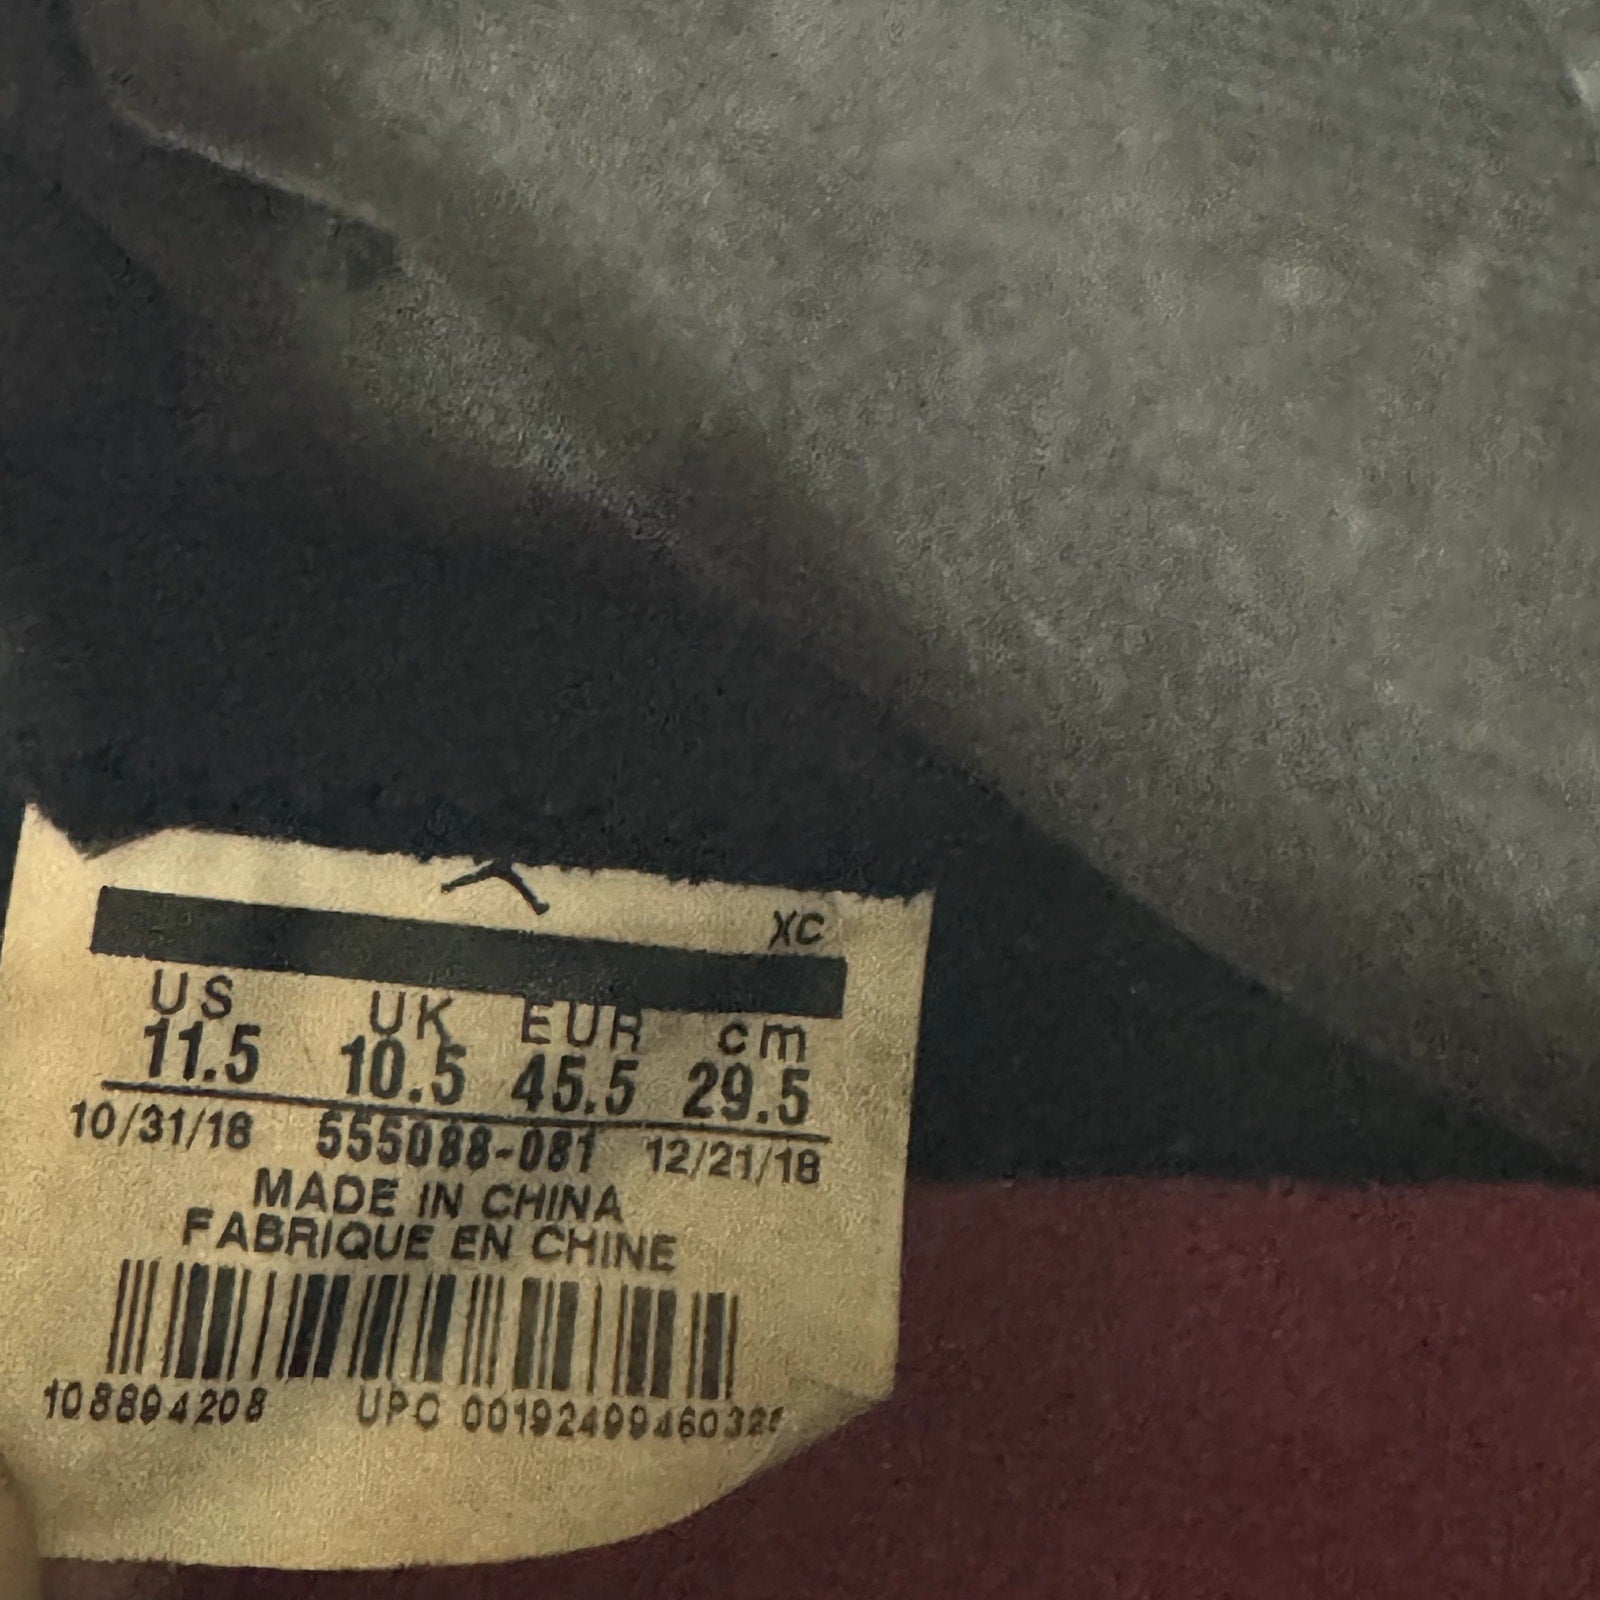 XC
US UK EUR cm
11.5 10.5 45.5 29.5
10/31/18 555088-081 12/21/18
MADE IN CHINA
FABRIQUE EN CHINE
108894208 UPC